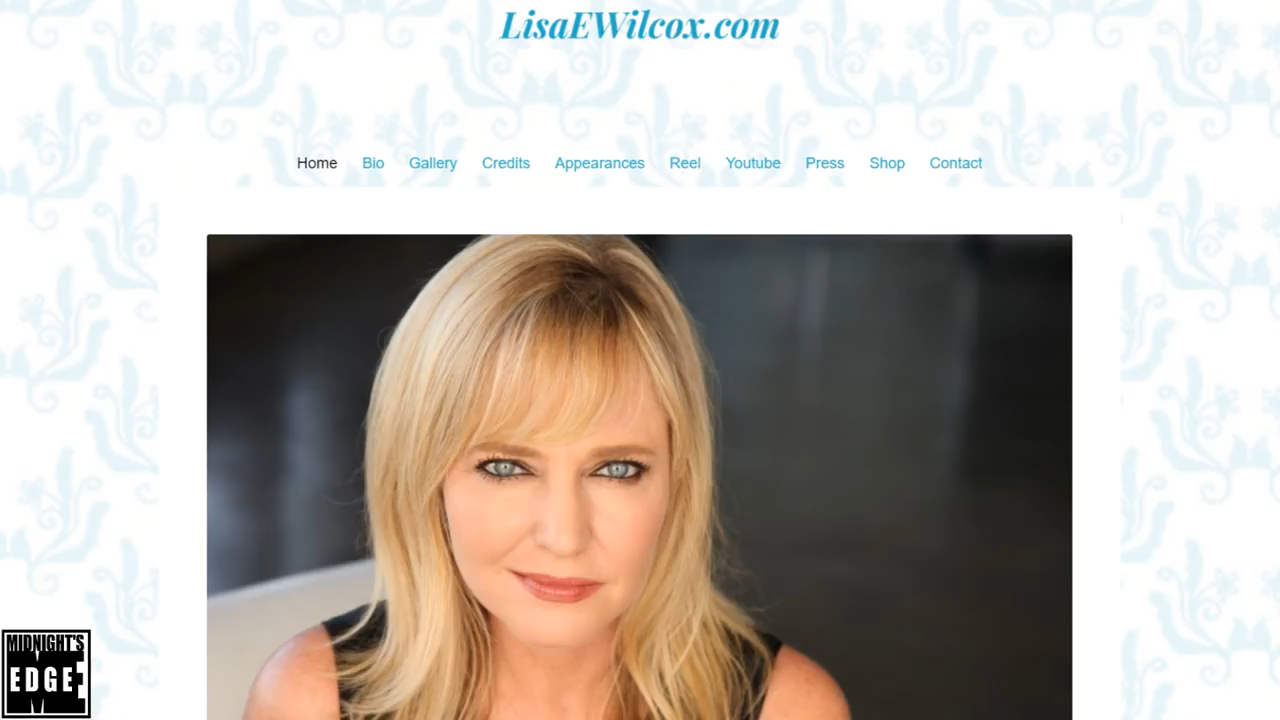 LisaEWilcox.com
Home Bio Gallery Credits Appearances Reel Youtube Press Shop Contact
MIDNIGHT'S
EDGE